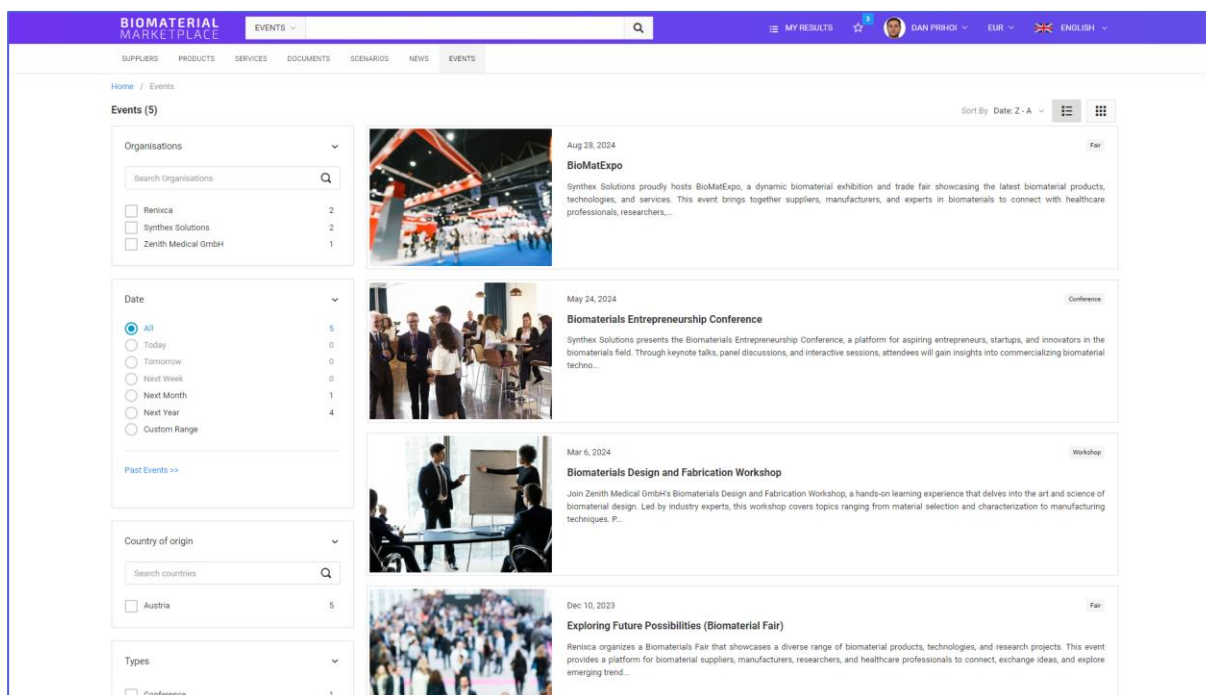 BIOMATERIAL
MARKETPLACE
EVENTS
MY RESULTS
3
DAN PRIHOI
EUR
ENGLISH
SUPPLIERS PRODUCTS SERVICES DOCUMENTS SCENARIOS NEWS EVENTS
Home / Events
Events (5)
Sort By Date: Z - A
Organisations
Search Organisations
Renixca 2
Synthex Solutions 2
Zenith Medical GmbH 1
Date
All 5
Today 0
Tomorrow 0
Next Week 0
Next Month 1
Next Year 4
Custom Range
Past Events >>
Country of origin
Search countries
Austria 5
Types
Conference 1
Aug 28, 2024
Fair
BioMatExpo
Synthex Solutions proudly hosts BioMatExpo, a dynamic biomaterial exhibition and trade fair showcasing the latest biomaterial products,
technologies, and services. This event brings together suppliers, manufacturers, and experts in biomaterials to connect with healthcare
professionals, researchers,...
May 24, 2024
Conference
Biomaterials Entrepreneurship Conference
Synthex Solutions presents the Biomaterials Entrepreneurship Conference, a platform for aspiring entrepreneurs, startups, and innovators in the
biomaterials field. Through keynote talks, panel discussions, and interactive sessions, attendees will gain insights into commercializing biomaterial
techno...
Mar 6, 2024
Workshop
Biomaterials Design and Fabrication Workshop
Join Zenith Medical GmbH's Biomaterials Design and Fabrication Workshop, a hands-on learning experience that delves into the art and science of
biomaterial design. Led by industry experts, this workshop covers topics ranging from material selection and characterization to manufacturing
techniques. P...
Dec 10, 2023
Fair
Exploring Future Possibilities (Biomaterial Fair)
Renixca organizes a Biomaterials Fair that showcases a diverse range of biomaterial products, technologies, and research projects. This event
provides a platform for biomaterial suppliers, manufacturers, researchers, and healthcare professionals to connect, exchange ideas, and explore
emerging trend...